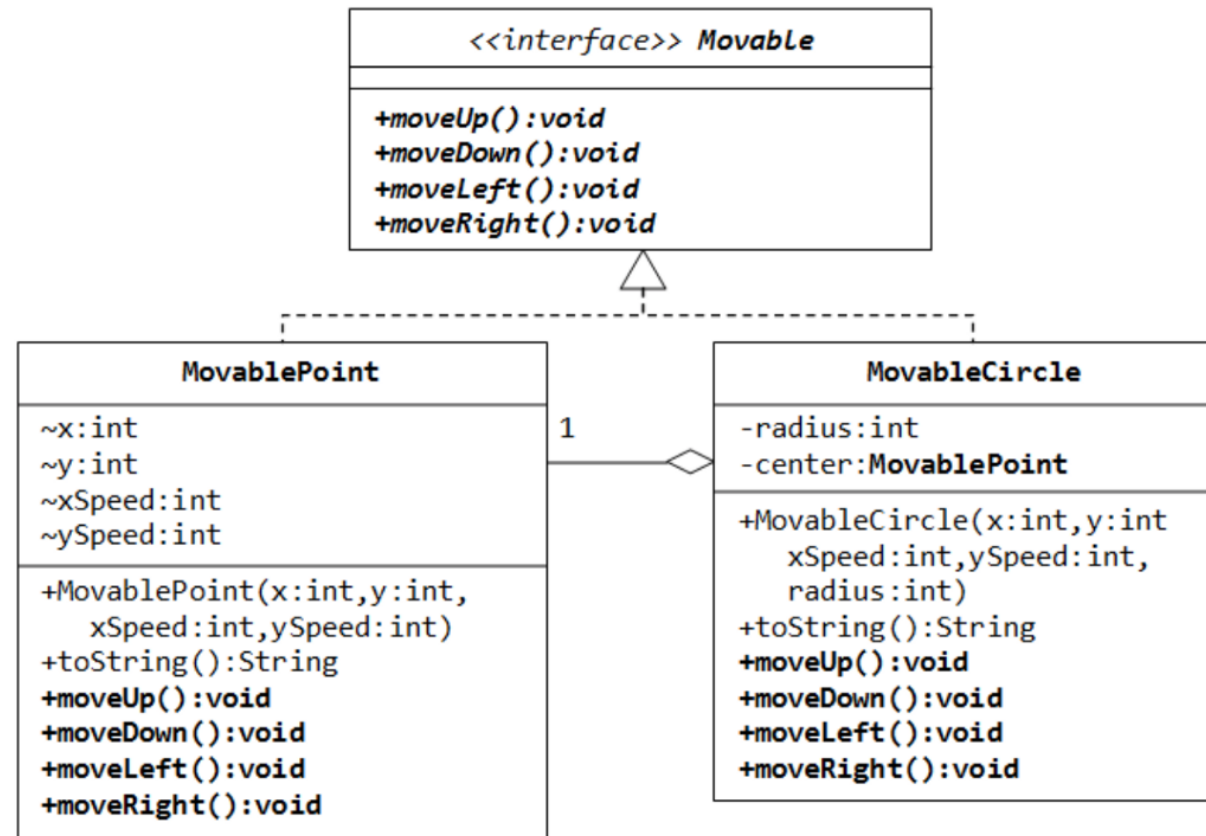 <<interface>> Movable
+moveUp():void
+moveDown():void
+moveLeft():void
+moveRight():void
MovablePoint
~x:int
~y:int
~xSpeed:int
~ySpeed:int
+MovablePoint(x:int,y:int,
xSpeed:int,ySpeed:int)
+toString():String
+moveUp():void
+moveDown():void
+moveLeft():void
+moveRight():void
1
MovableCircle
-radius:int
-center:MovablePoint
+MovableCircle(x:int,y:int
xSpeed:int,ySpeed:int,
radius:int)
+toString():String
+moveUp():void
+moveDown():void
+moveLeft():void
+moveRight():void